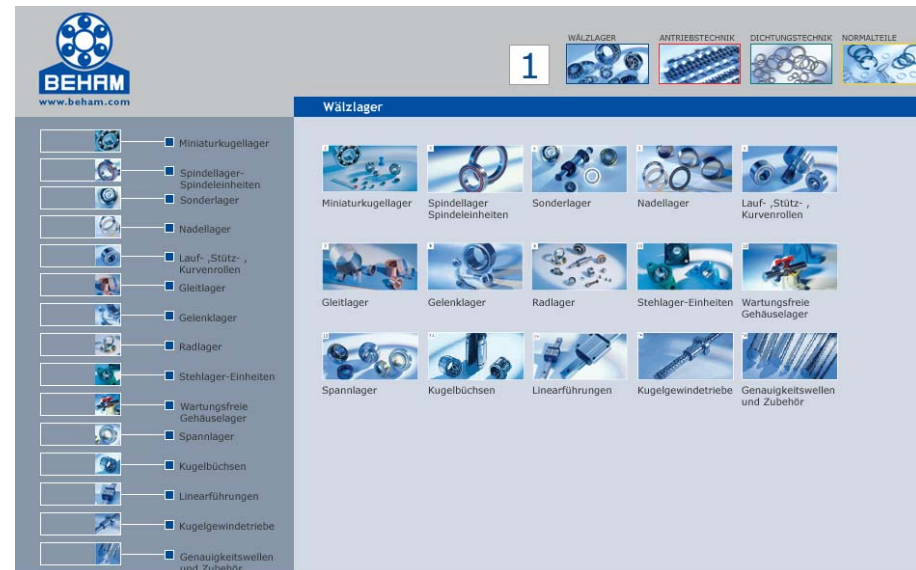 BEHAM
www.beham.com
1
WÄLZLAGER
ANTRIEBSTECHNIK
DICHTUNGSTECHNIK
NORMALTEILE
Wälzlager
Miniaturkugellager
Spindellager-
Spindeleinheiten
Sonderlager
Nadellager
Lauf- ,Stütz- ,
Kurvenrollen
Gleitlager
Gelenklager
Radlager
Stehlager-Einheiten
Wartungsfreie
Gehäuselager
Spannlager
Kugelbüchsen
Linearführungen
Kugelgewindetriebe
Genauigkeitswellen
und Zubehör
Miniaturkugellager
Spindellager
Spindeleinheiten
Sonderlager
Nadellager
Lauf- ,Stütz- ,
Kurvenrollen
Gleitlager
Gelenklager
Radlager
Stehlager-Einheiten
Wartungsfreie
Gehäuselager
Spannlager
Kugelbüchsen
Linearführungen
Kugelgewindetriebe
Genauigkeitswellen
und Zubehör